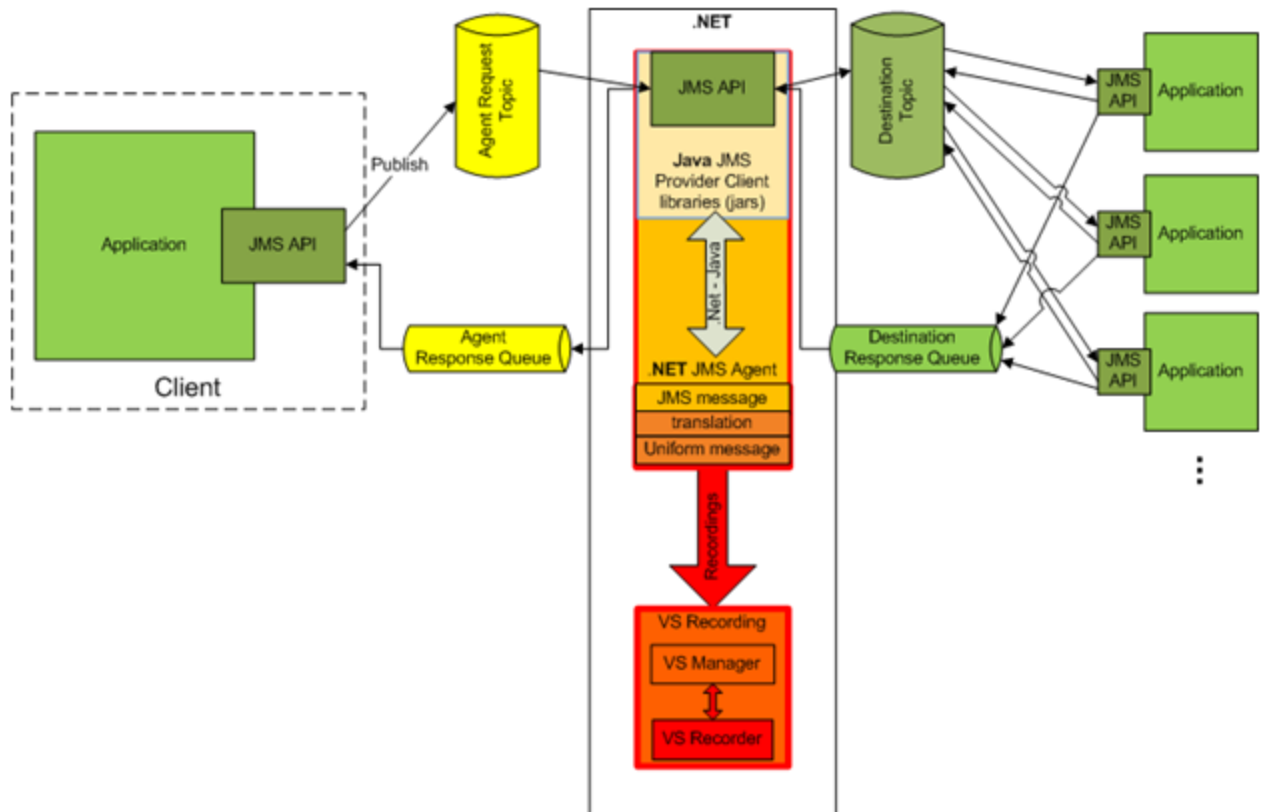 .NET
Agent Request
Topic
JMS API
Destination
Topic
JMS
API
Application
Publish
Java JMS
Provider Client
libraries (jars)
Application
JMS API
Client
JMS
API
Application
.Net - Java
Agent
Response Queue
Destination
Response Queue
JMS
API
Application
.NET JMS Agent
JMS message
translation
Uniform message
Recordings
VS Recording
VS Manager
VS Recorder